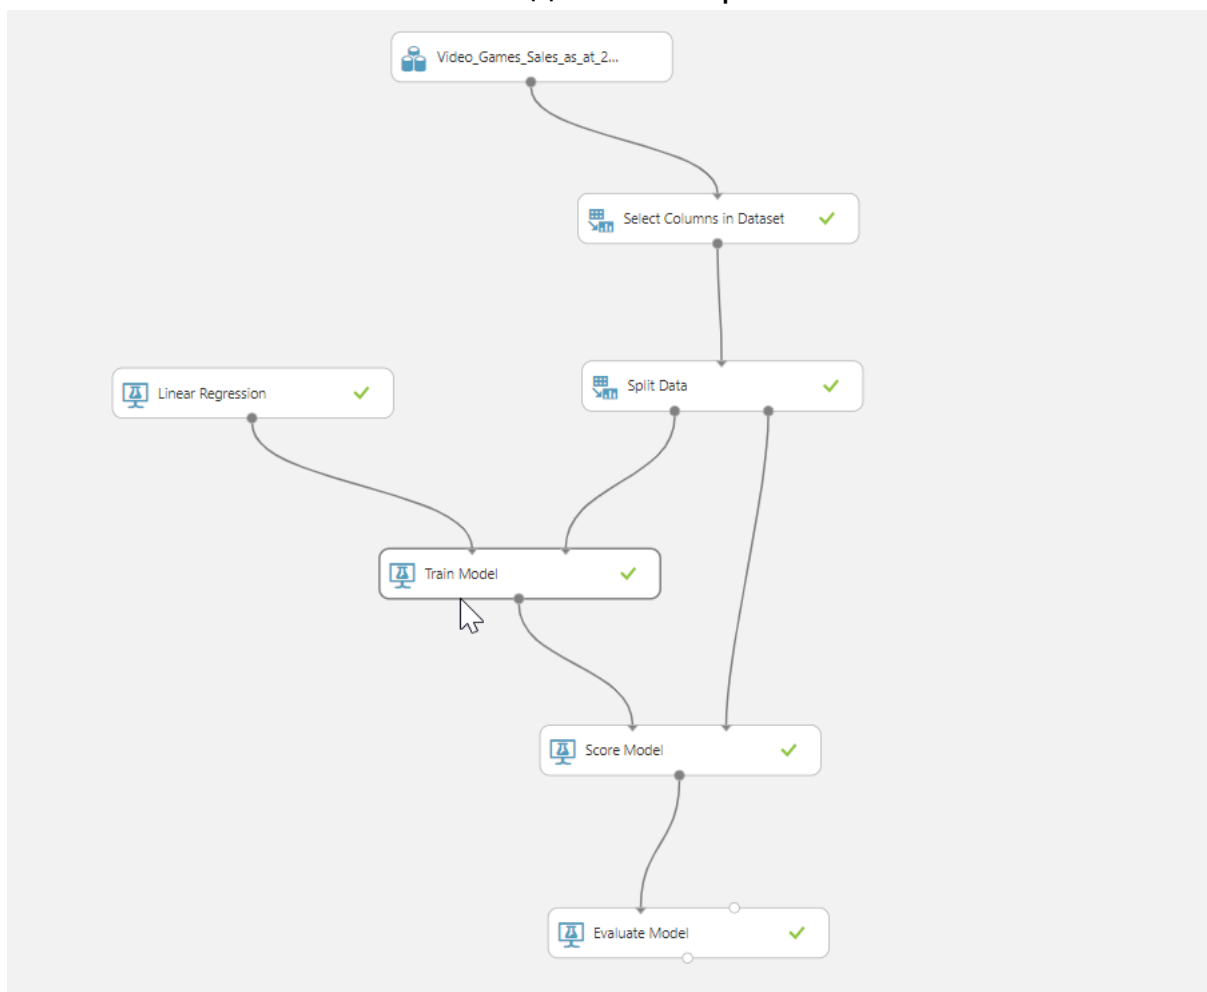 Video_Games_Sales_as_at_2...
Select Columns in Dataset
Linear Regression
Split Data
Train Model
Score Model
Evaluate Model